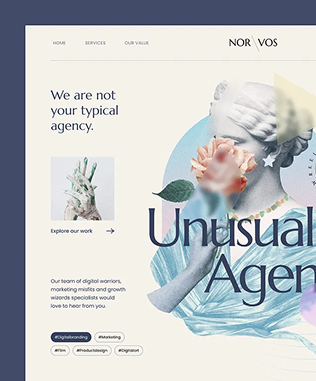 HOME SERVICES OUR VALUE NOR\VOS
We are not
your typical
agency.
Explore our work
Unusual
Agen
Our team of digital warriors,
marketing misfits and growth
wizards specialists would
love to hear from you.
#Digitalbranding #Marketing
#Film #Productdesign #Digitalart